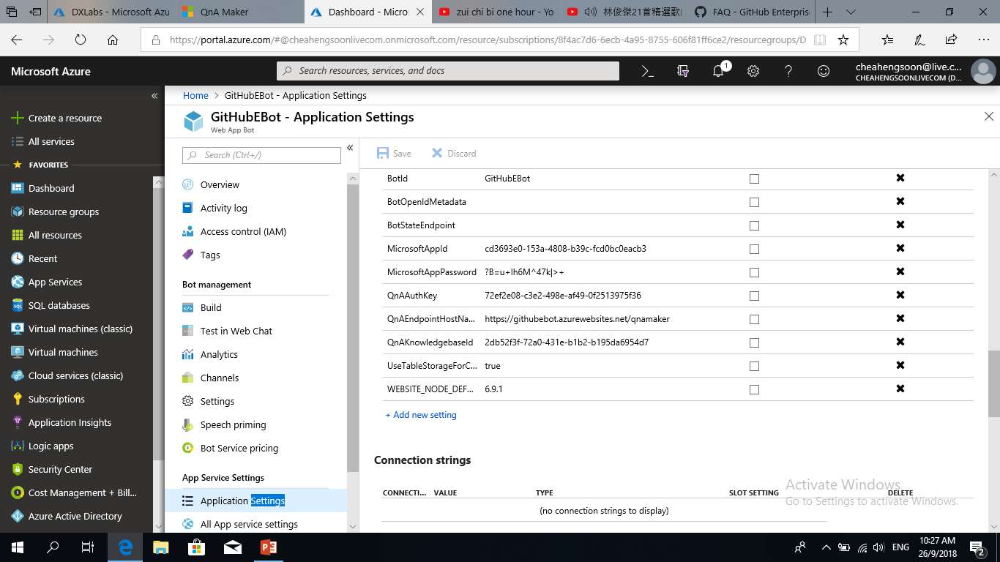 DXLabs - Microsoft Azu
QnA Maker
Dashboard - Micros
zui chi bi one hour - Yo
林俊傑21首精選歌曲
FAQ - GitHub Enterpris
https://portal.azure.com/#@cheahengsoonlivecom.onmicrosoft.com/resource/subscriptions/8f4ac7d6-6ecb-4a95-8755-606f81ff6ce2/resourcegroups/D
Microsoft Azure
Search resources, services, and docs
1
cheahengsoon@live.c...
CHEAHENGSOONLIVECOM (D...
Create a resource
All services
FAVORITES
Dashboard
Resource groups
All resources
Recent
App Services
SQL databases
Virtual machines (classic)
Virtual machines
Cloud services (classic)
Subscriptions
Application Insights
Logic apps
Security Center
Cost Management + Bill...
Azure Active Directory
Home > GitHubEBot - Application Settings
GitHubEBot - Application Settings
Web App Bot
Search (Ctrl+/)
Overview
Activity log
Access control (IAM)
Tags
Bot management
Build
Test in Web Chat
Analytics
Channels
Settings
Speech priming
Bot Service pricing
App Service Settings
Application Settings
All App service settings
Save Discard
BotId GitHubEBot
BotOpenIdMetadata
BotStateEndpoint
MicrosoftAppId cd3693e0-153a-4808-b39c-fcd0bc0eacb3
MicrosoftAppPassword ?B=u+Ih6M^47k|>+
QnAAuthKey 72ef2e08-c3e2-498e-af49-0f2513975f36
QnAEndpointHostNa... https://githubebot.azurewebsites.net/qnamaker
QnAKnowledgebaseId 2db52f3f-72a0-431e-b1b2-b195da6954d7
UseTableStorageForC... true
WEBSITE_NODE_DEF... 6.9.1
+ Add new setting
Connection strings
CONNECTI... VALUE TYPE SLOT SETTING DELETE
(no connection strings to display)
Activate Windows
Go to Settings to activate Windows.
ENG
10:27 AM
26/9/2018
2